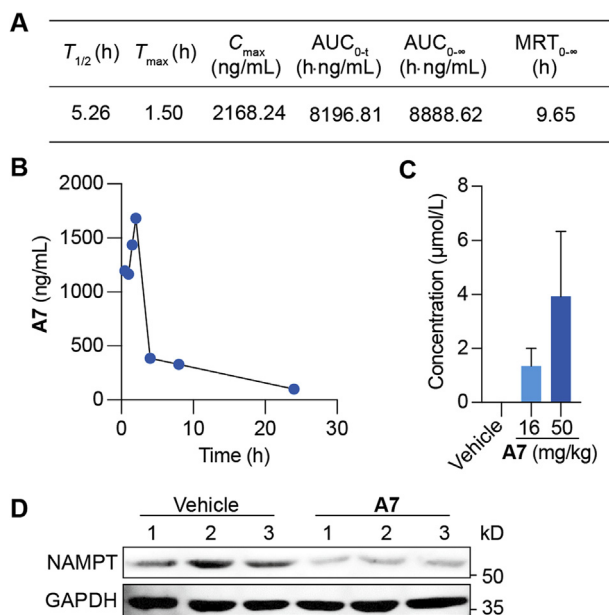 A
T1/2 (h) Tmax (h) Cmax (ng/mL) AUC0-t (h·ng/mL) AUC0-∞ (h·ng/mL) MRT0-∞ (h)
5.26 1.50 2168.24 8196.81 8888.62 9.65
B
A7 (ng/mL)
2000
1500
1000
500
0
0 10 20 30
Time (h)
C
Concentration (μmol/L)
8
6
4
2
0
Vehicle 16 50
A7 (mg/kg)
D
Vehicle A7
1 2 3 1 2 3 kD
NAMPT
50
GAPDH
35